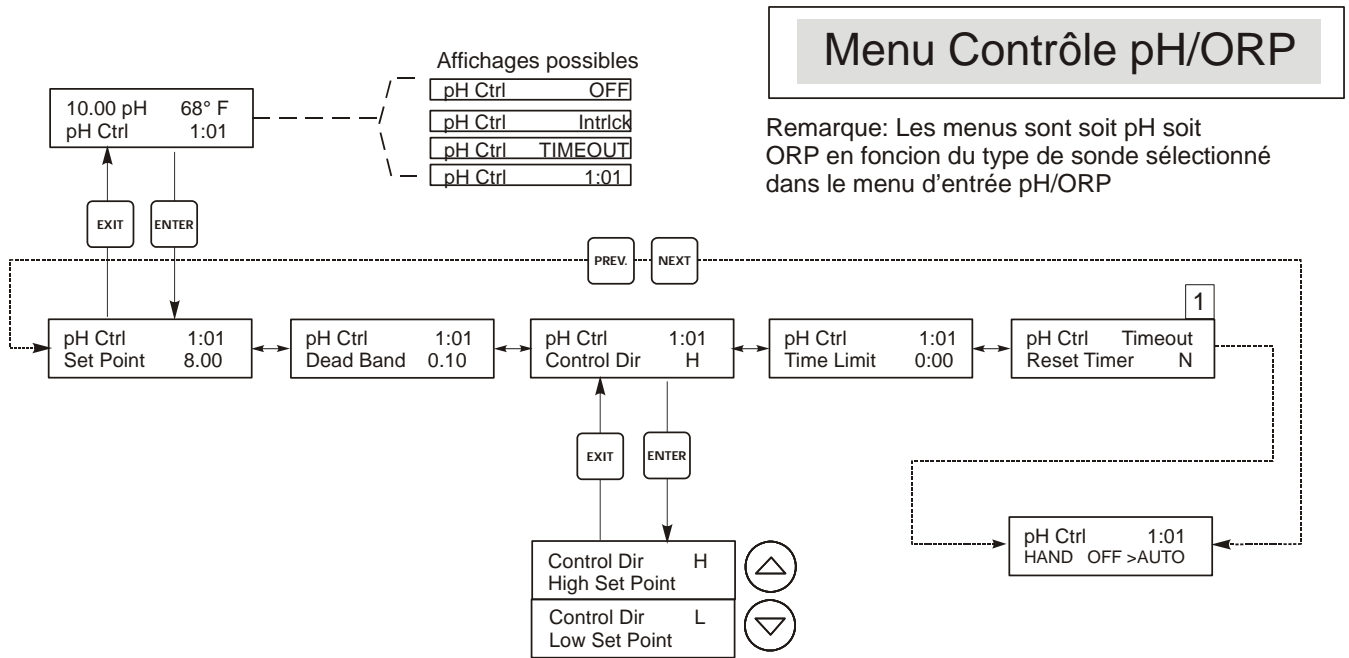 Menu Contrôle pH/ORP
Remarque: Les menus sont soit pH soit
ORP en foncion du type de sonde sélectionné
dans le menu d'entrée pH/ORP
10.00 pH 68° F
pH Ctrl 1:01
Affichages possibles
pH Ctrl OFF
pH Ctrl Intrlck
pH Ctrl TIMEOUT
pH Ctrl 1:01
EXIT
ENTER
PREV.
NEXT
pH Ctrl 1:01
Set Point 8.00
pH Ctrl 1:01
Dead Band 0.10
pH Ctrl 1:01
Control Dir H
pH Ctrl 1:01
Time Limit 0:00
1
pH Ctrl Timeout
Reset Timer N
EXIT
ENTER
Control Dir H
High Set Point
Control Dir L
Low Set Point
pH Ctrl 1:01
HAND OFF >AUTO